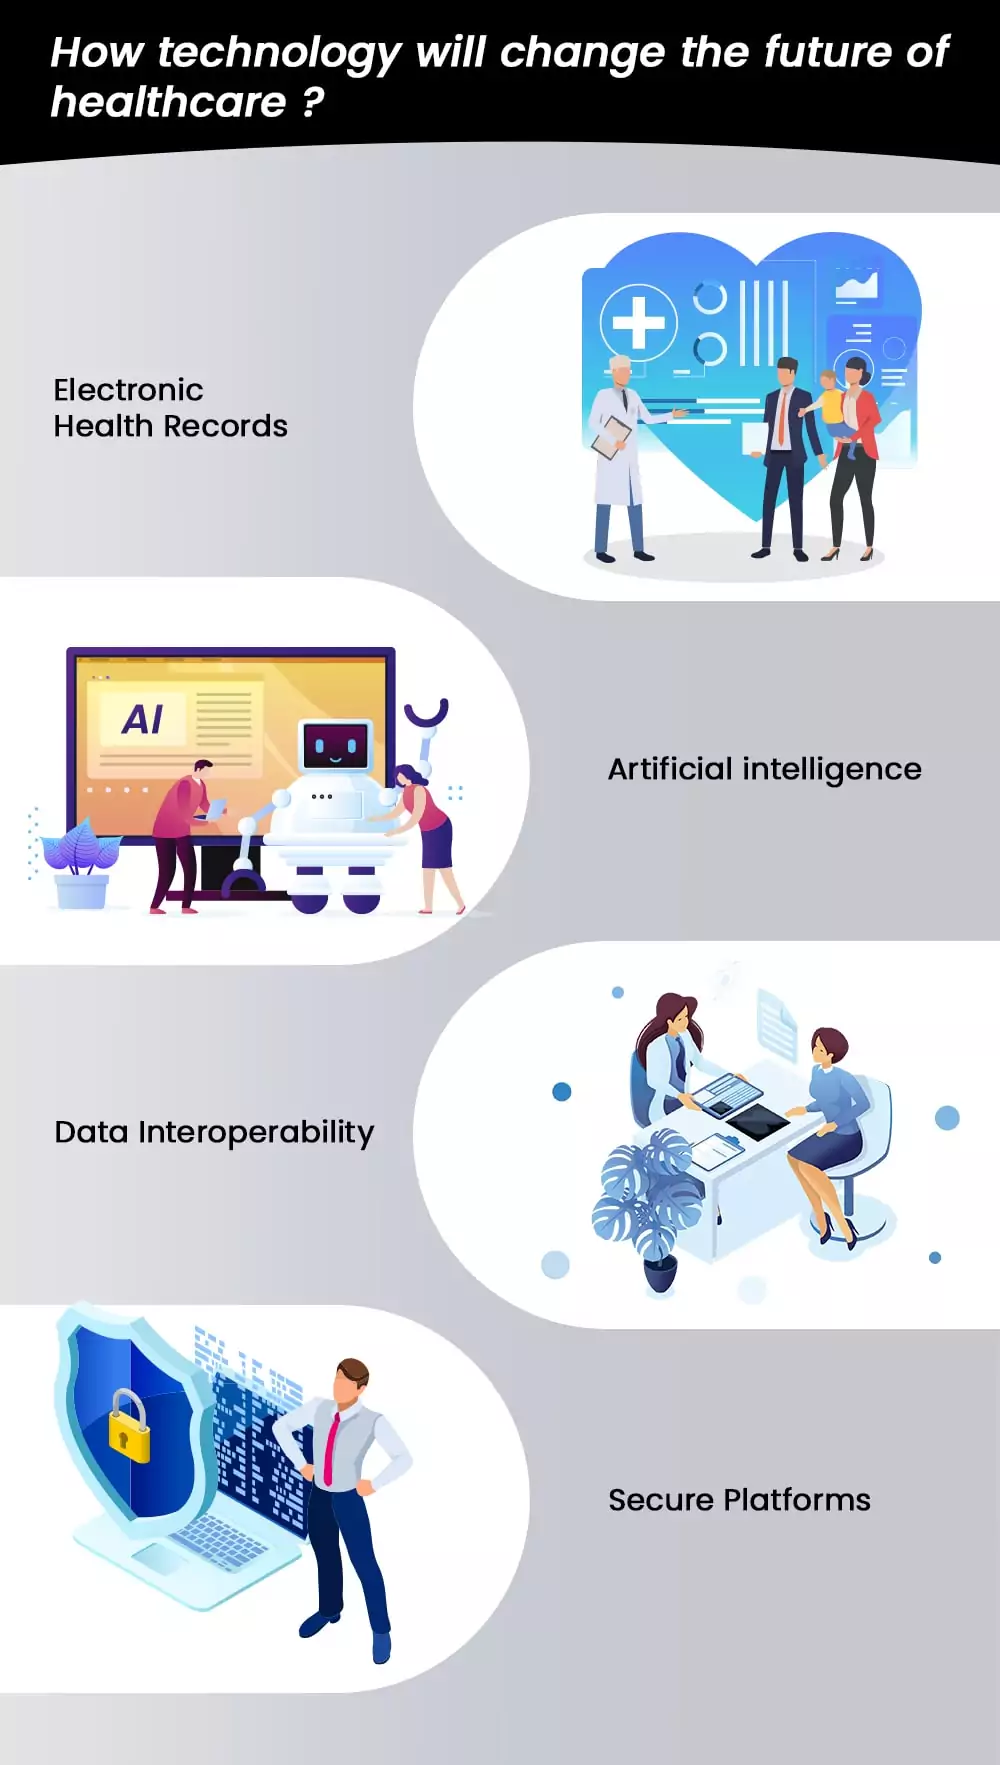 How technology will change the future of
healthcare ?
Electronic
Health Records
AI
Artificial intelligence
Data Interoperability
Secure Platforms